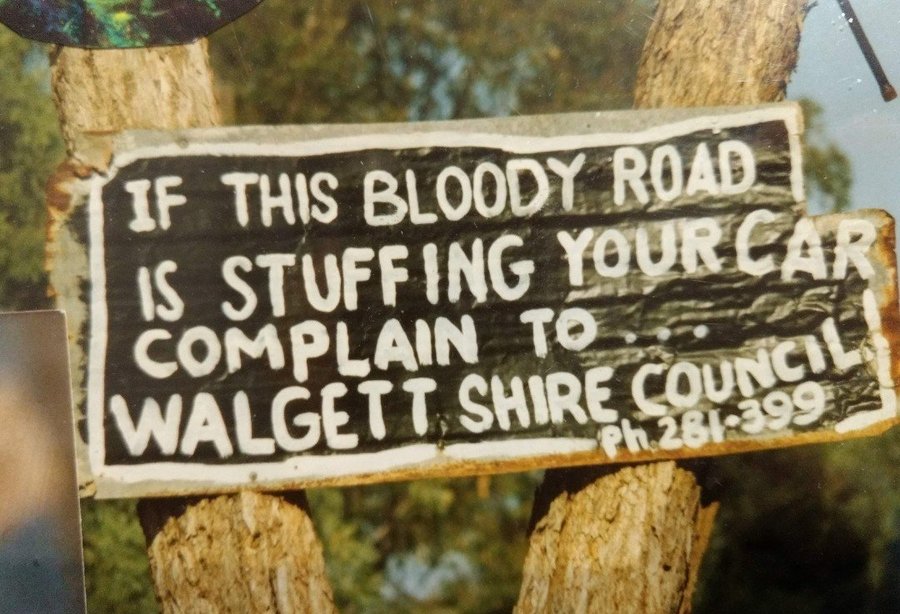 IF THIS BLOODY ROAD
IS STUFFING YOUR CAR
COMPLAIN TO ...
WALGETT SHIRE COUNCIL
Ph 281-399